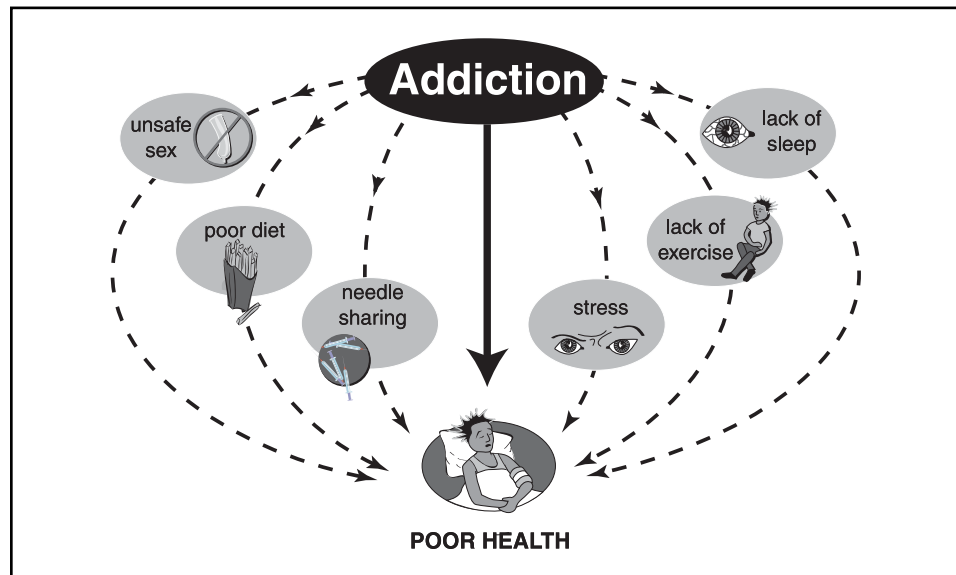 Addiction
unsafe
sex
lack of
sleep
poor diet
lack of
exercise
needle
sharing
stress
POOR HEALTH